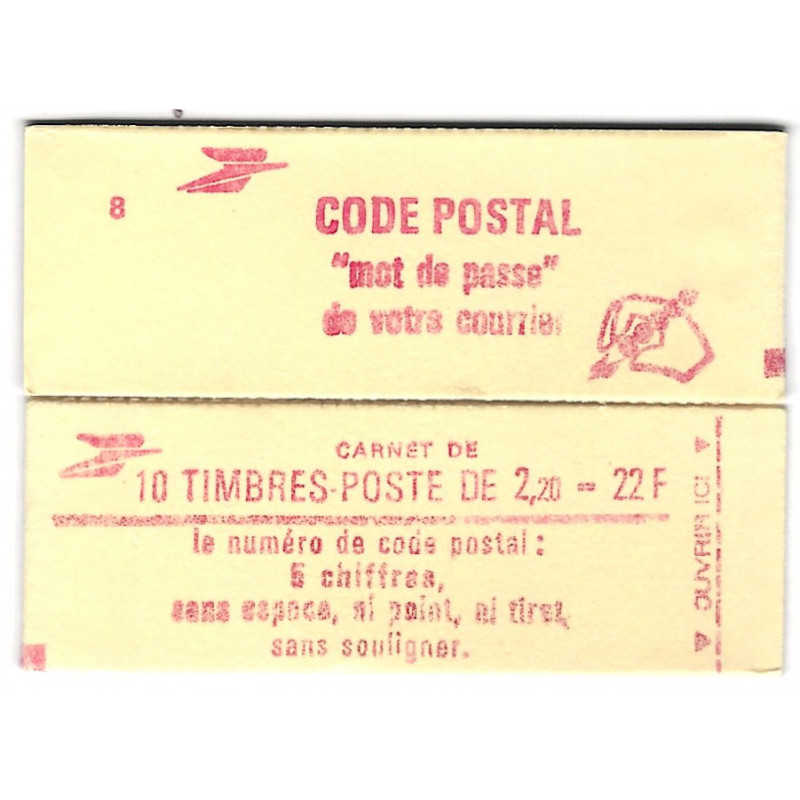 8
CODE POSTAL
"mot de passe"
de votre courrier
CARNET DE
10 TIMBRES-POSTE DE 2,20 = 22 F
le numéro de code postal :
5 chiffres,
sans espace, ni point, ni tiret,
sans souligner.
OUVRIR ICI